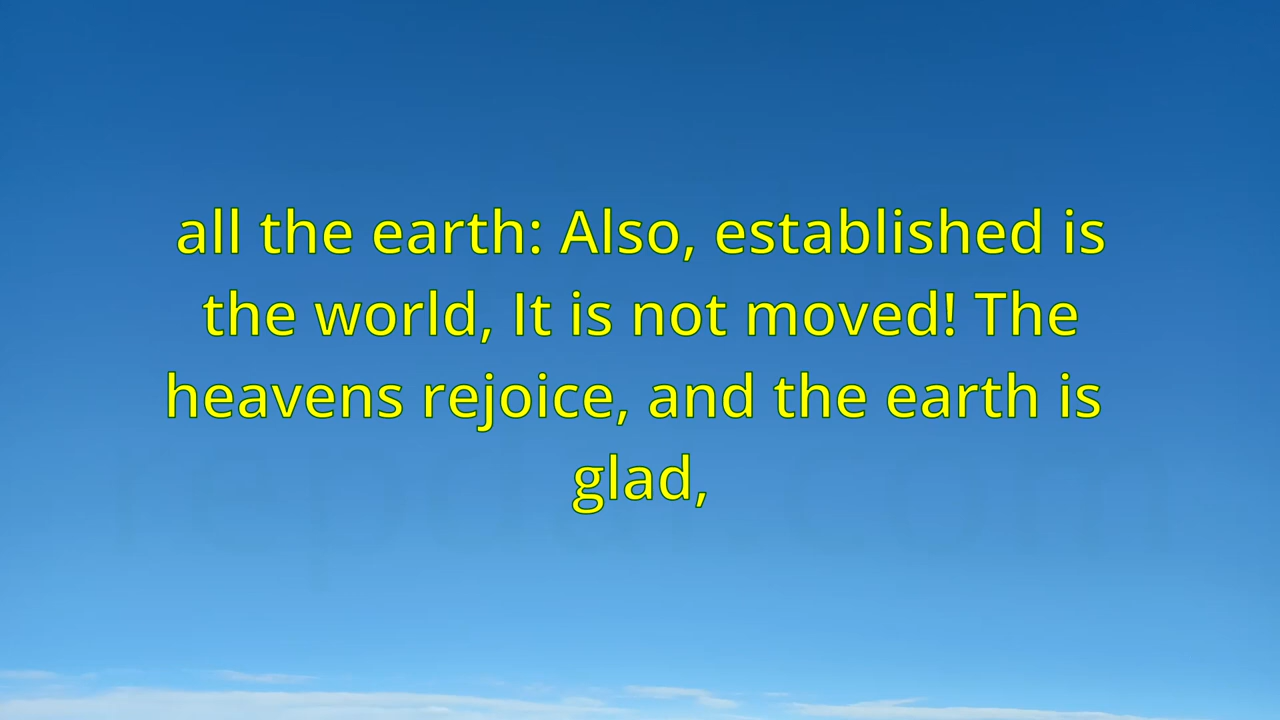 all the earth: Also, established is
the world, It is not moved! The
heavens rejoice, and the earth is
glad,